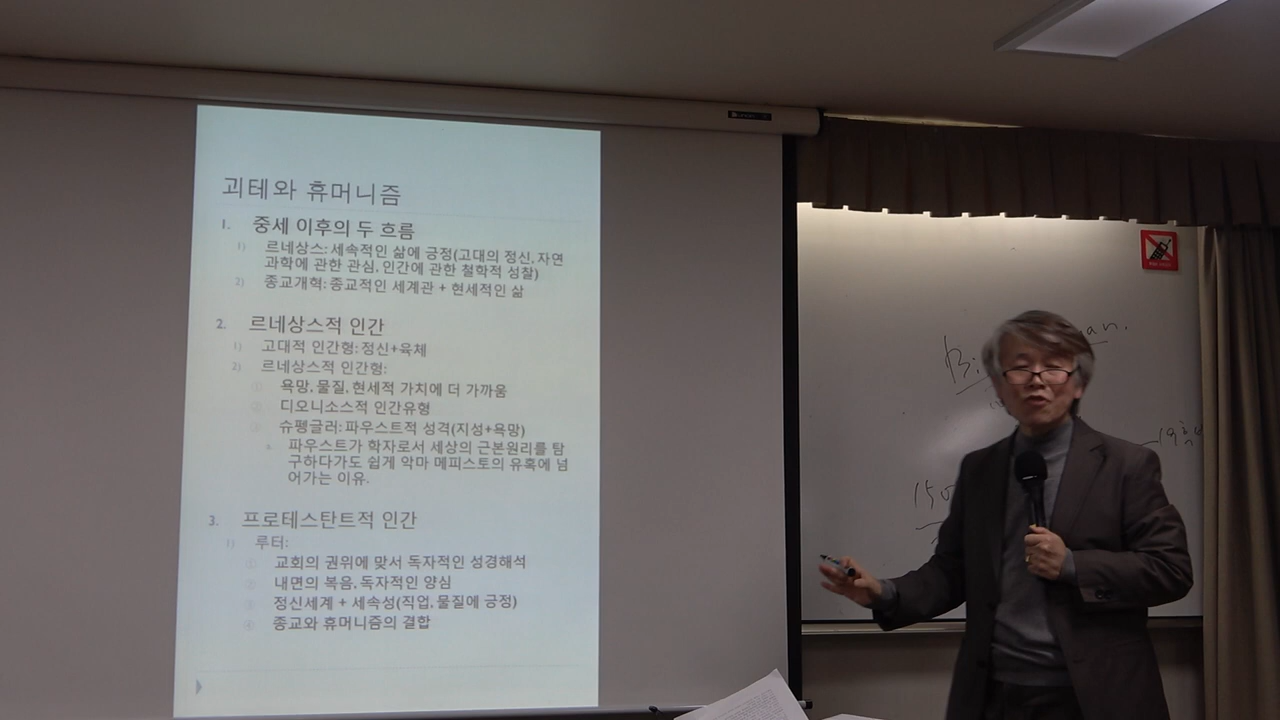 괴테와 휴머니즘
1. 중세 이후의 두 흐름
1) 르네상스: 세속적인 삶에 긍정(고대의 정신, 자연
과학에 관한 관심, 인간에 관한 철학적 성찰)
2) 종교개혁: 종교적인 세계관 + 현세적인 삶
2. 르네상스적 인간
1) 고대적 인간형: 정신+육체
2) 르네상스적 인간형:
① 욕망, 물질, 현세적 가치에 더 가까움
② 디오니소스적 인간유형
③ 슈펭글러: 파우스트적 성격(지성+욕망)
파우스트가 학자로서 세상의 근본원리를 탐
구하다가도 쉽게 악마 메피스토의 유혹에 넘
어가는 이유.
3. 프로테스탄트적 인간
1) 루터:
① 교회의 권위에 맞서 독자적인 성경해석
② 내면의 복음, 독자적인 양심
③ 정신세계 + 세속성(직업, 물질에 긍정)
④ 종교와 휴머니즘의 결합